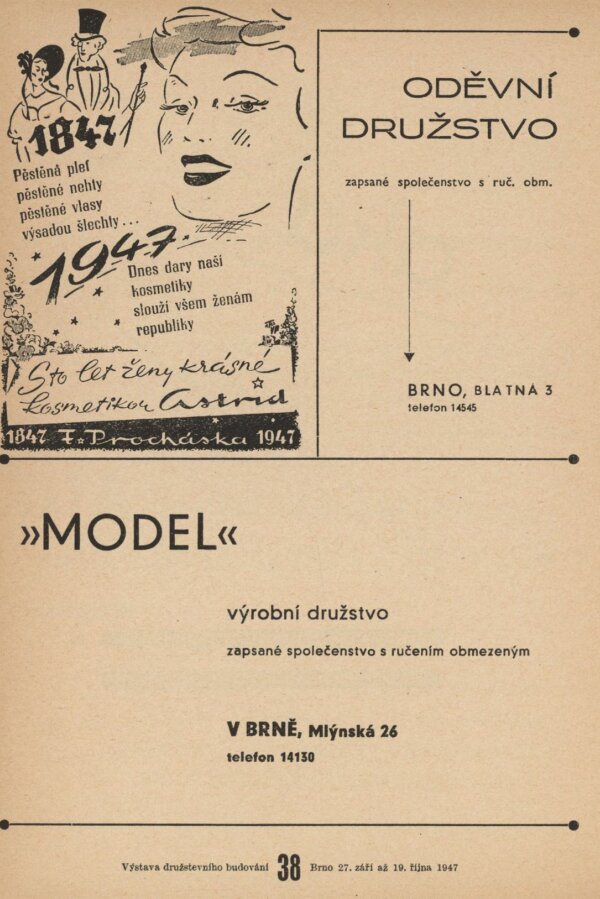 1847
Pěstěná pleť
pěstěné nehty
pěstěné vlasy
výsadou šlechty...
1947.
Dnes dary naší
kosmetiky
slouží všem ženám
republiky
Sto let ženy krásné
kosmetikou Astrid
1847 F. Procháska 1947
ODĚVNÍ
DRUŽSTVO
zapsané společenstvo s ruč. obm.
BRNO, BLATNÁ 3
telefon 14545
»MODEL«
výrobní družstvo
zapsané společenstvo s ručením obmezeným
V BRNĚ, Mlýnská 26
telefon 14130
Výstava družstevního budování 38 Brno 27. září až 19. října 1947